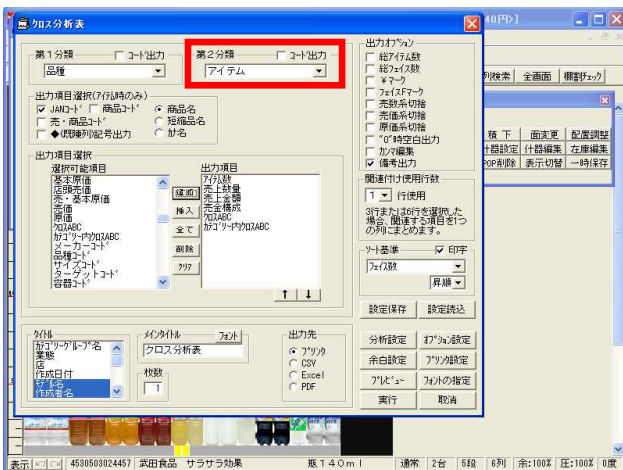 クロス分析表
40円>]
第1分類 コード出力
品種
第2分類 コード出力
アイテム
出力項目選択(アイテム時のみ)
JANコード 商品コード 商品名
売・商品コード 短縮品名
◆(既陳列)記号出力 カナ名
出力項目選択
選択可能項目
基本原価
店頭売価
売・基本原価
売価
原価
クロスABC
カテゴリー内クロスABC
メーカーコード
品種コード
サイズコード
ターゲットコード
容器コード
追加
挿入
全て
削除
クリア
出力項目
アイテム数
売上数量
売上金額
売金構成
クロスABC
カテゴリー内クロスABC
↑ ↓
出力オプション
総アイテム数
総フェイス数
￥マーク
フェイスFマーク
売数系切捨
売価系切捨
原価系切捨
"0"時空白出力
カンマ編集
備考出力
関連付け使用行数
1 行使用
3行または6行を選択した
場合、関連する項目を1つ
の列にまとめます。
ソート基準 印字
フェイス数
昇順
設定保存 設定読込
タイトル
カテゴリーグループ名
業態
店
作成日付
モデル名
作成者名
メインタイトル フォント
クロス分析表
枚数
1
出力先
プリンタ
CSV
Excel
PDF
分析設定 オプション設定
余白設定 プリンタ設定
プレビュー フォントの指定
実行 取消
列検索 全画面 棚割チェック
積下 面変更 配置調整
什器設定 什器編集 在庫編集
POP削除 表示切替 一時保存
表示 4530503024457 武田食品 サラサラ効果 瓶140ml 通常 2台 5段 6列 余:100% 圧:100% 0度